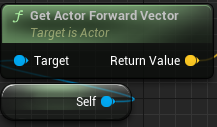 f Get Actor Forward Vector
Target is Actor
Target Return Value
Self